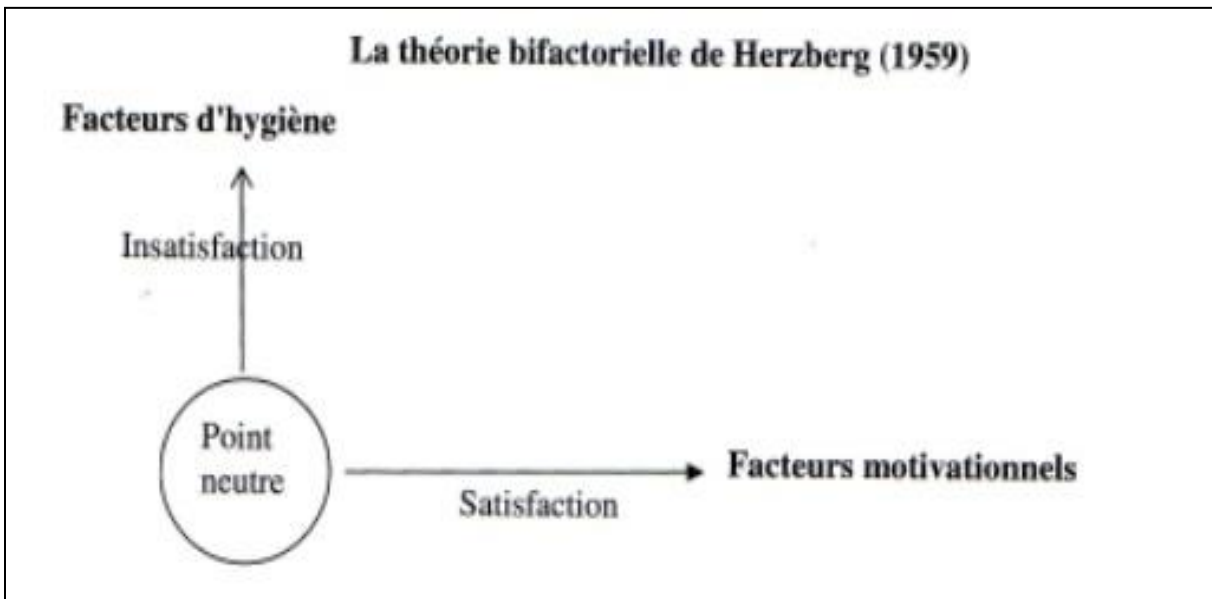 La théorie bifactorielle de Herzberg (1959)
Facteurs d'hygiène
Insatisfaction
Point
neutre
Facteurs motivationnels
Satisfaction